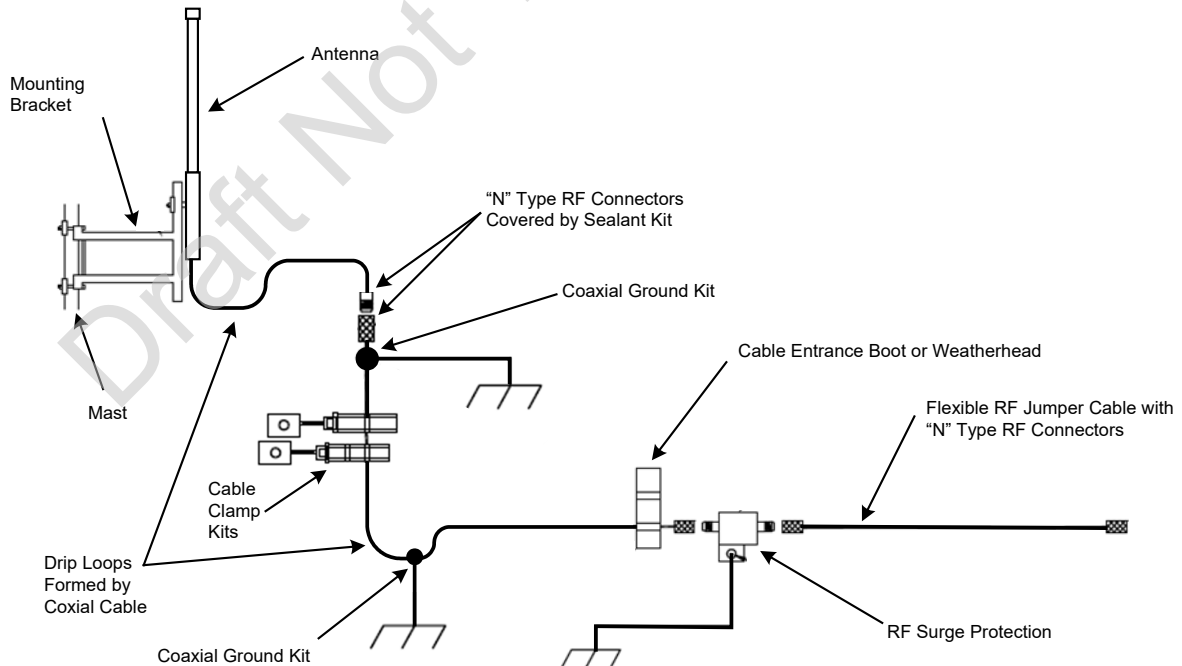 Antenna
Mounting
Bracket
“N” Type RF Connectors
Covered by Sealant Kit
Coaxial Ground Kit
Cable Entrance Boot or Weatherhead
Mast
Flexible RF Jumper Cable with
“N” Type RF Connectors
Cable
Clamp
Kits
Drip Loops
Formed by
Coxial Cable
RF Surge Protection
Coaxial Ground Kit
Draft Not